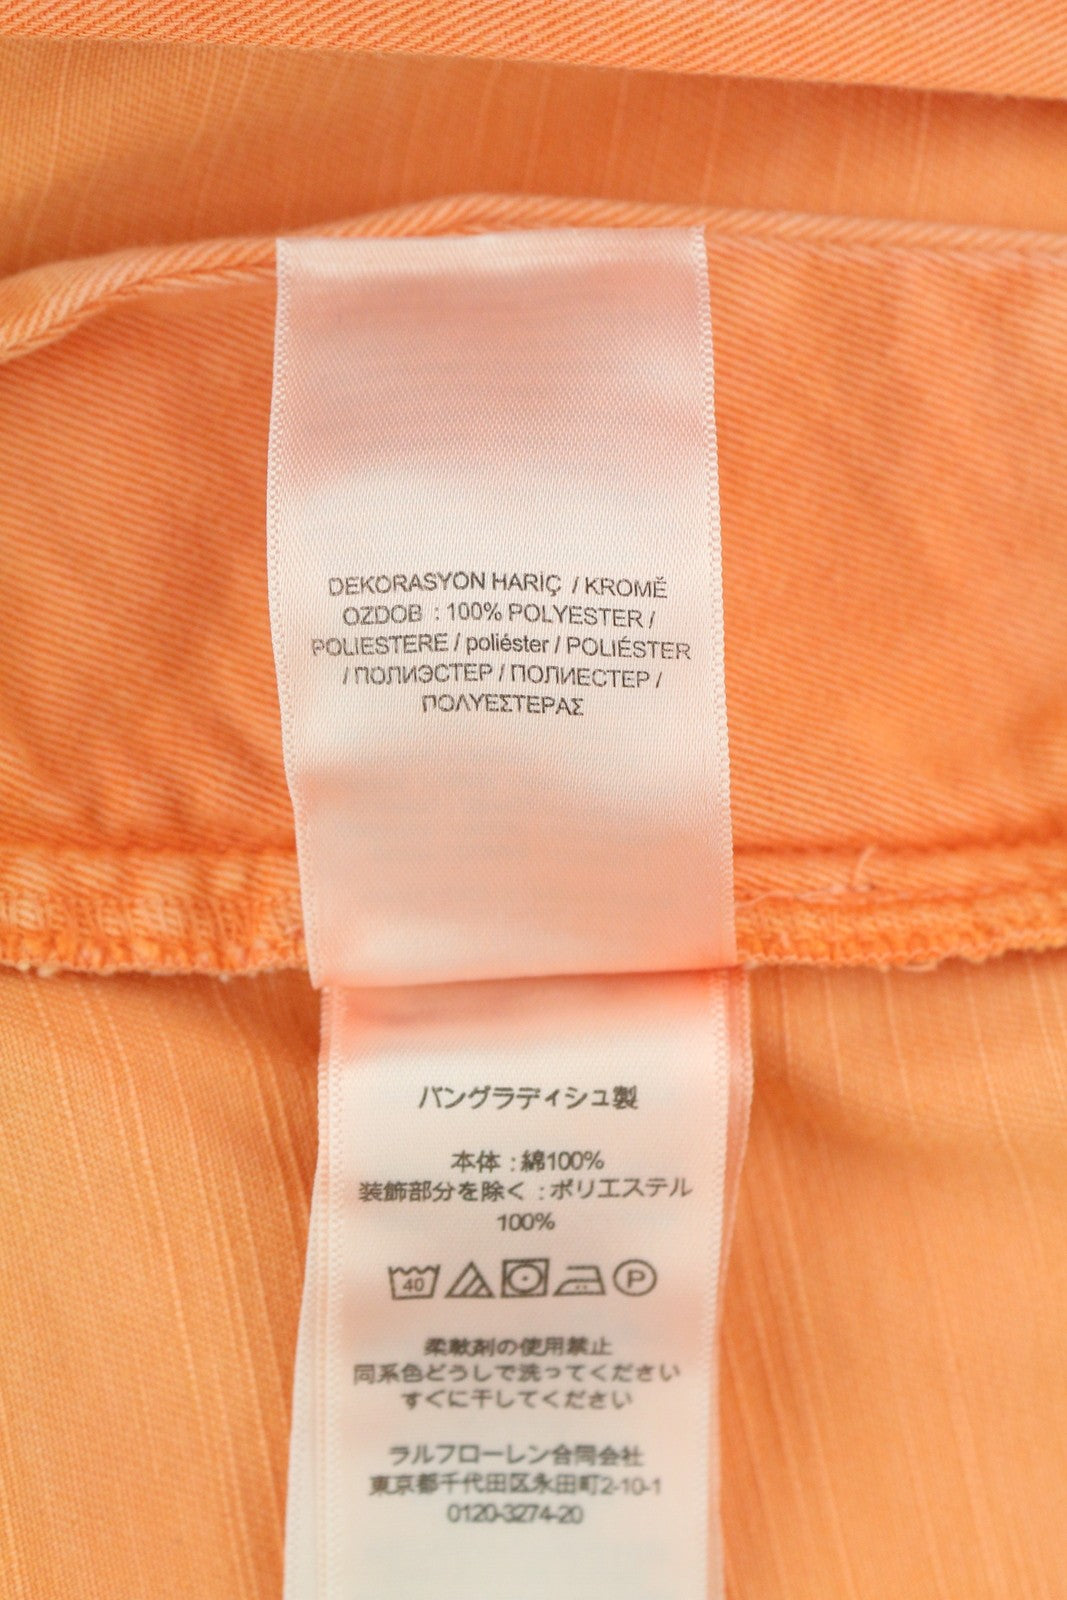 DEKORASYON HARİÇ / KROMĚ
OZDOB : 100% POLYESTER /
POLIESTERE / poliéster / POLIÉSTER
/ ПОЛИЭСТЕР / ПОЛИЕСТЕР /
ΠΟΛΥΕΣΤΕΡΑΣ
バングラディシュ製
本体 : 綿100%
装飾部分を除く : ポリエステル
100%
40 P
柔軟剤の使用禁止
同系色どうしで洗ってください
すぐに干してください
ラルフローレン合同会社
東京都千代田区永田町2-10-1
0120-3274-20